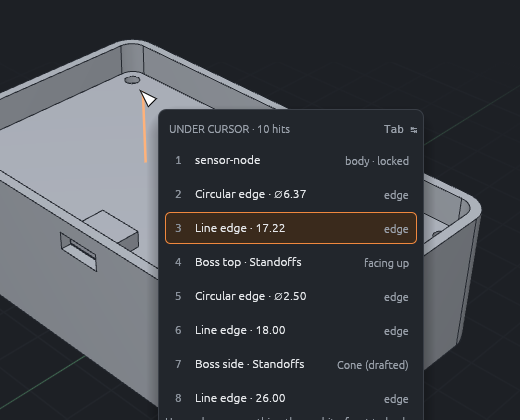 UNDER CURSOR · 10 hits Tab ⇆
1 sensor-node body · locked
2 Circular edge · ⌀6.37 edge
3 Line edge · 17.22 edge
4 Boss top · Standoffs facing up
5 Circular edge · ⌀2.50 edge
6 Line edge · 18.00 edge
7 Boss side · Standoffs Cone (drafted)
8 Line edge · 26.00 edge